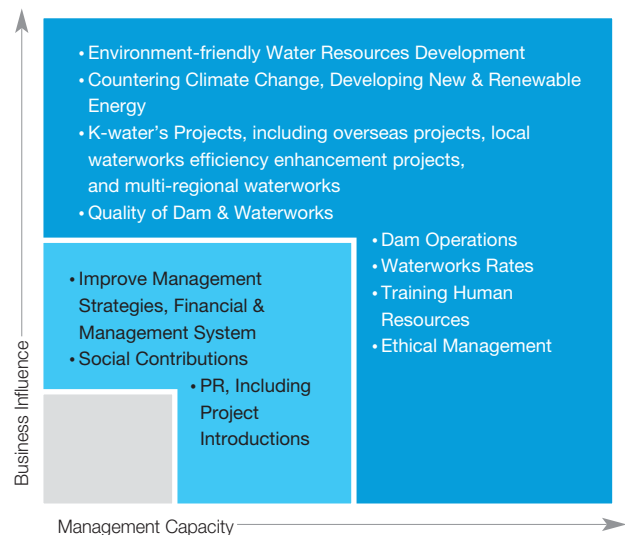 • Environment-friendly Water Resources Development
• Countering Climate Change, Developing New & Renewable
Energy
• K-water's Projects, including overseas projects, local
waterworks efficiency enhancement projects,
and multi-regional waterworks
• Quality of Dam & Waterworks
• Dam Operations
• Waterworks Rates
• Training Human
Resources
• Ethical Management
• Improve Management
Strategies, Financial &
Management System
• Social Contributions
• PR, Including
Project
Introductions
Business Influence
Management Capacity